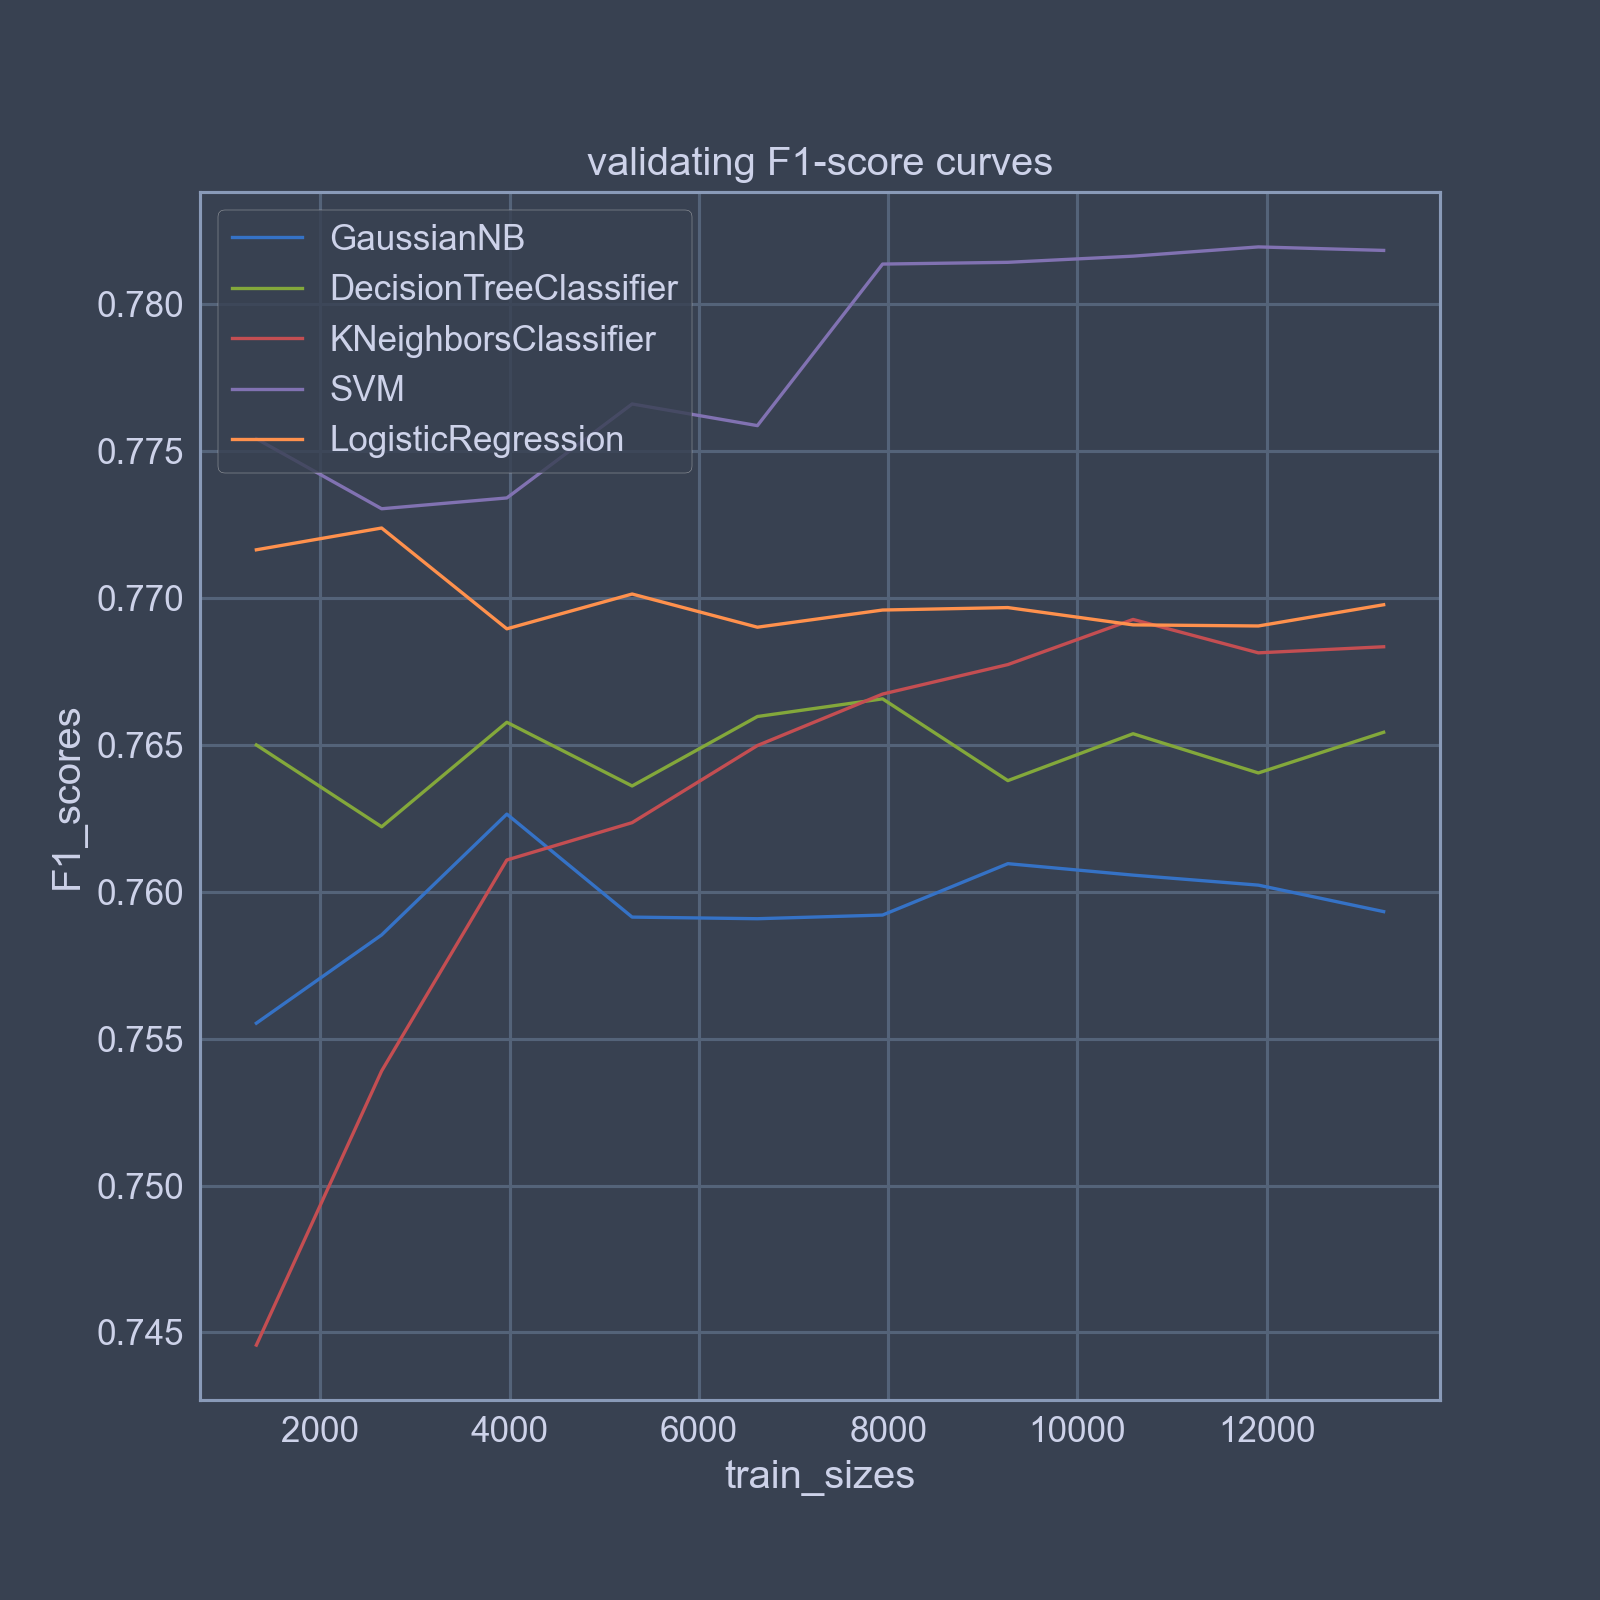 validating F1-score curves
GaussianNB
DecisionTreeClassifier
KNeighborsClassifier
SVM
LogisticRegression
0.780
0.775
0.770
0.765
0.760
0.755
0.750
0.745
F1_scores
2000 4000 6000 8000 10000 12000
train_sizes